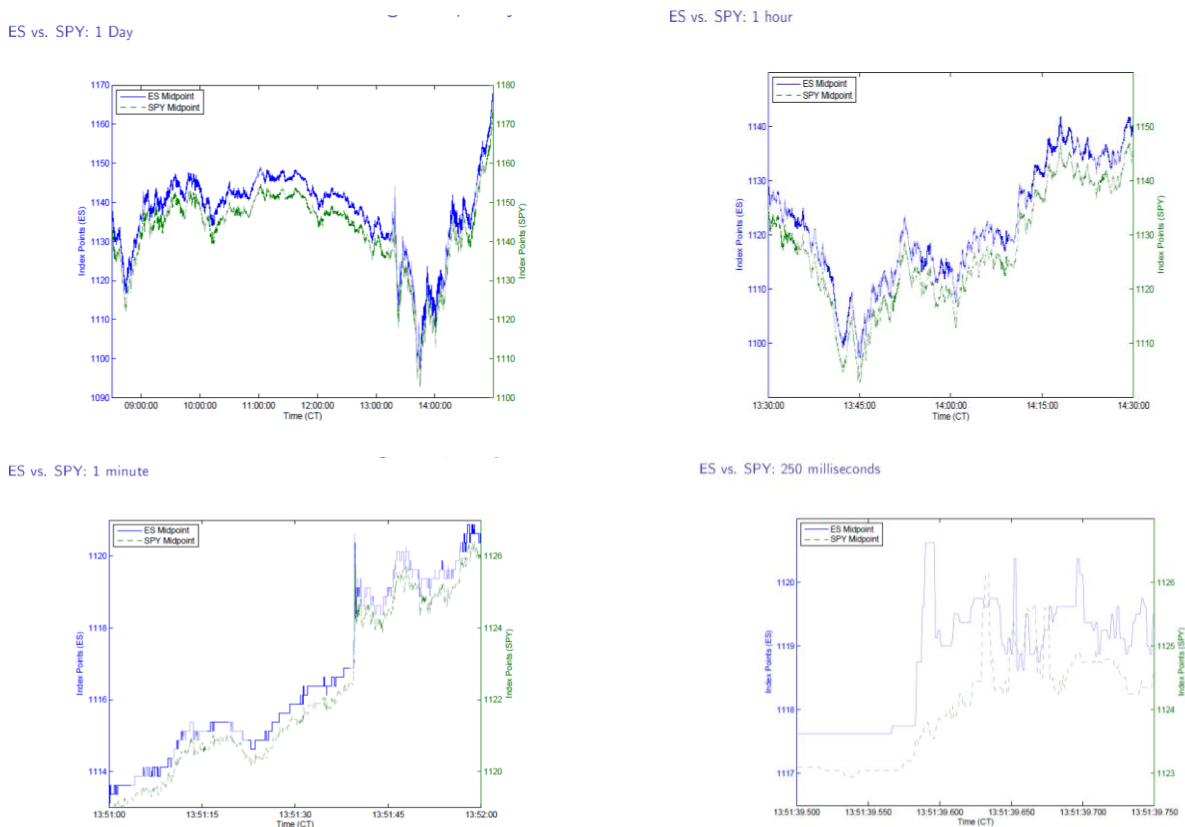 ES vs. SPY: 1 Day
ES Midpoint
SPY Midpoint
1170
1160
1150
1140
1130
1120
1110
1100
1090
Index Points (ES)
1180
1170
1160
1150
1140
1130
1120
1110
1100
Index Points (SPY)
09:00:00 10:00:00 11:00:00 12:00:00 13:00:00 14:00:00
Time (CT)
ES vs. SPY: 1 hour
ES Midpoint
SPY Midpoint
1140
1130
1120
1110
1100
Index Points (ES)
1150
1140
1130
1120
1110
Index Points (SPY)
13:30:00 13:45:00 14:00:00 14:15:00 14:30:00
Time (CT)
ES vs. SPY: 1 minute
ES Midpoint
SPY Midpoint
1120
1118
1116
1114
Index Points (ES)
1126
1124
1122
1120
Index Points (SPY)
13:51:00 13:51:15 13:51:30 13:51:45 13:52:00
Time (CT)
ES vs. SPY: 250 milliseconds
ES Midpoint
SPY Midpoint
1120
1119
1118
1117
Index Points (ES)
1126
1125
1124
1123
Index Points (SPY)
13:51:39.500 13:51:39.550 13:51:39.600 13:51:39.650 13:51:39.700 13:51:39.750
Time (CT)